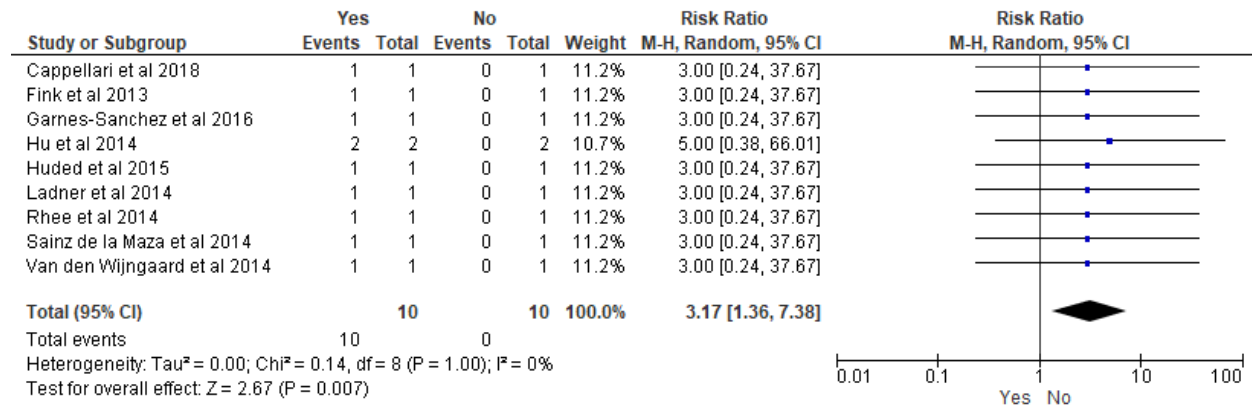 Yes No Risk Ratio Risk Ratio
Study or Subgroup Events Total Events Total Weight M-H, Random, 95% CI M-H, Random, 95% CI
Cappellari et al 2018 1 1 0 1 11.2% 3.00 [0.24, 37.67]
Fink et al 2013 1 1 0 1 11.2% 3.00 [0.24, 37.67]
Garnes-Sanchez et al 2016 1 1 0 1 11.2% 3.00 [0.24, 37.67]
Hu et al 2014 2 2 0 2 10.7% 5.00 [0.38, 66.01]
Huded et al 2015 1 1 0 1 11.2% 3.00 [0.24, 37.67]
Ladner et al 2014 1 1 0 1 11.2% 3.00 [0.24, 37.67]
Rhee et al 2014 1 1 0 1 11.2% 3.00 [0.24, 37.67]
Sainz de la Maza et al 2014 1 1 0 1 11.2% 3.00 [0.24, 37.67]
Van den Wijngaard et al 2014 1 1 0 1 11.2% 3.00 [0.24, 37.67]
Total (95% CI) 10 10 100.0% 3.17 [1.36, 7.38]
Total events 10 0
Heterogeneity: Tau² = 0.00; Chi² = 0.14, df = 8 (P = 1.00); I² = 0%
Test for overall effect: Z = 2.67 (P = 0.007)
0.01 0.1 1 10 100
Yes No